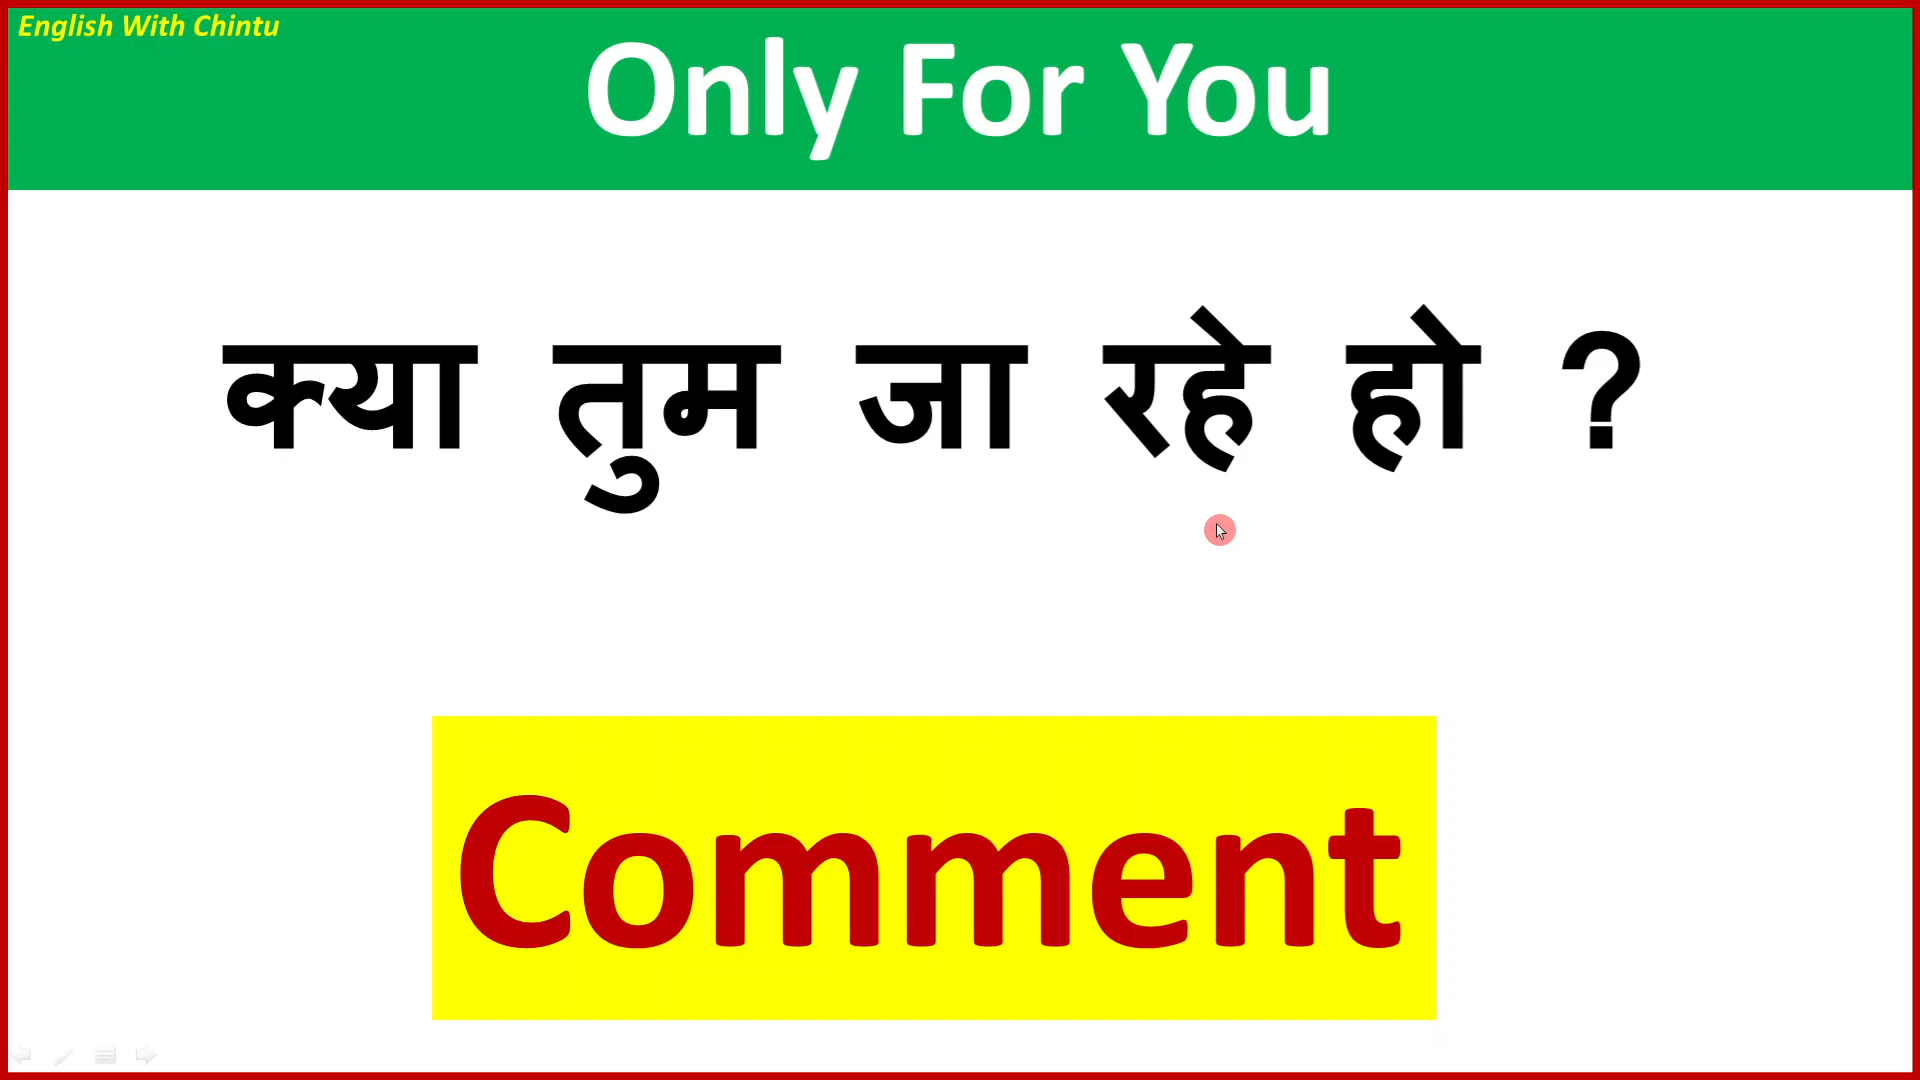 English With Chintu
Only For You
क्या तुम जा रहे हो ?
Comment